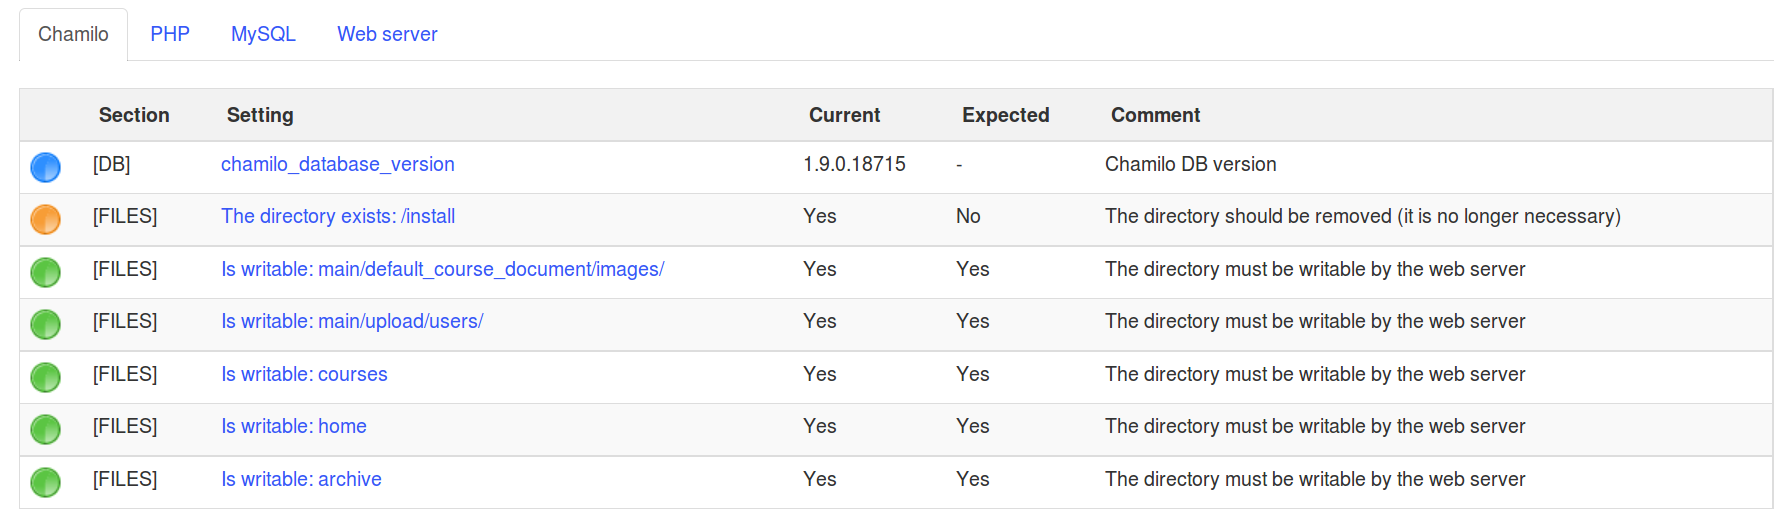 Chamilo PHP MySQL Web server
Section Setting Current Expected Comment
[DB] chamilo_database_version 1.9.0.18715 - Chamilo DB version
[FILES] The directory exists: /install Yes No The directory should be removed (it is no longer necessary)
[FILES] Is writable: main/default_course_document/images/ Yes Yes The directory must be writable by the web server
[FILES] Is writable: main/upload/users/ Yes Yes The directory must be writable by the web server
[FILES] Is writable: courses Yes Yes The directory must be writable by the web server
[FILES] Is writable: home Yes Yes The directory must be writable by the web server
[FILES] Is writable: archive Yes Yes The directory must be writable by the web server